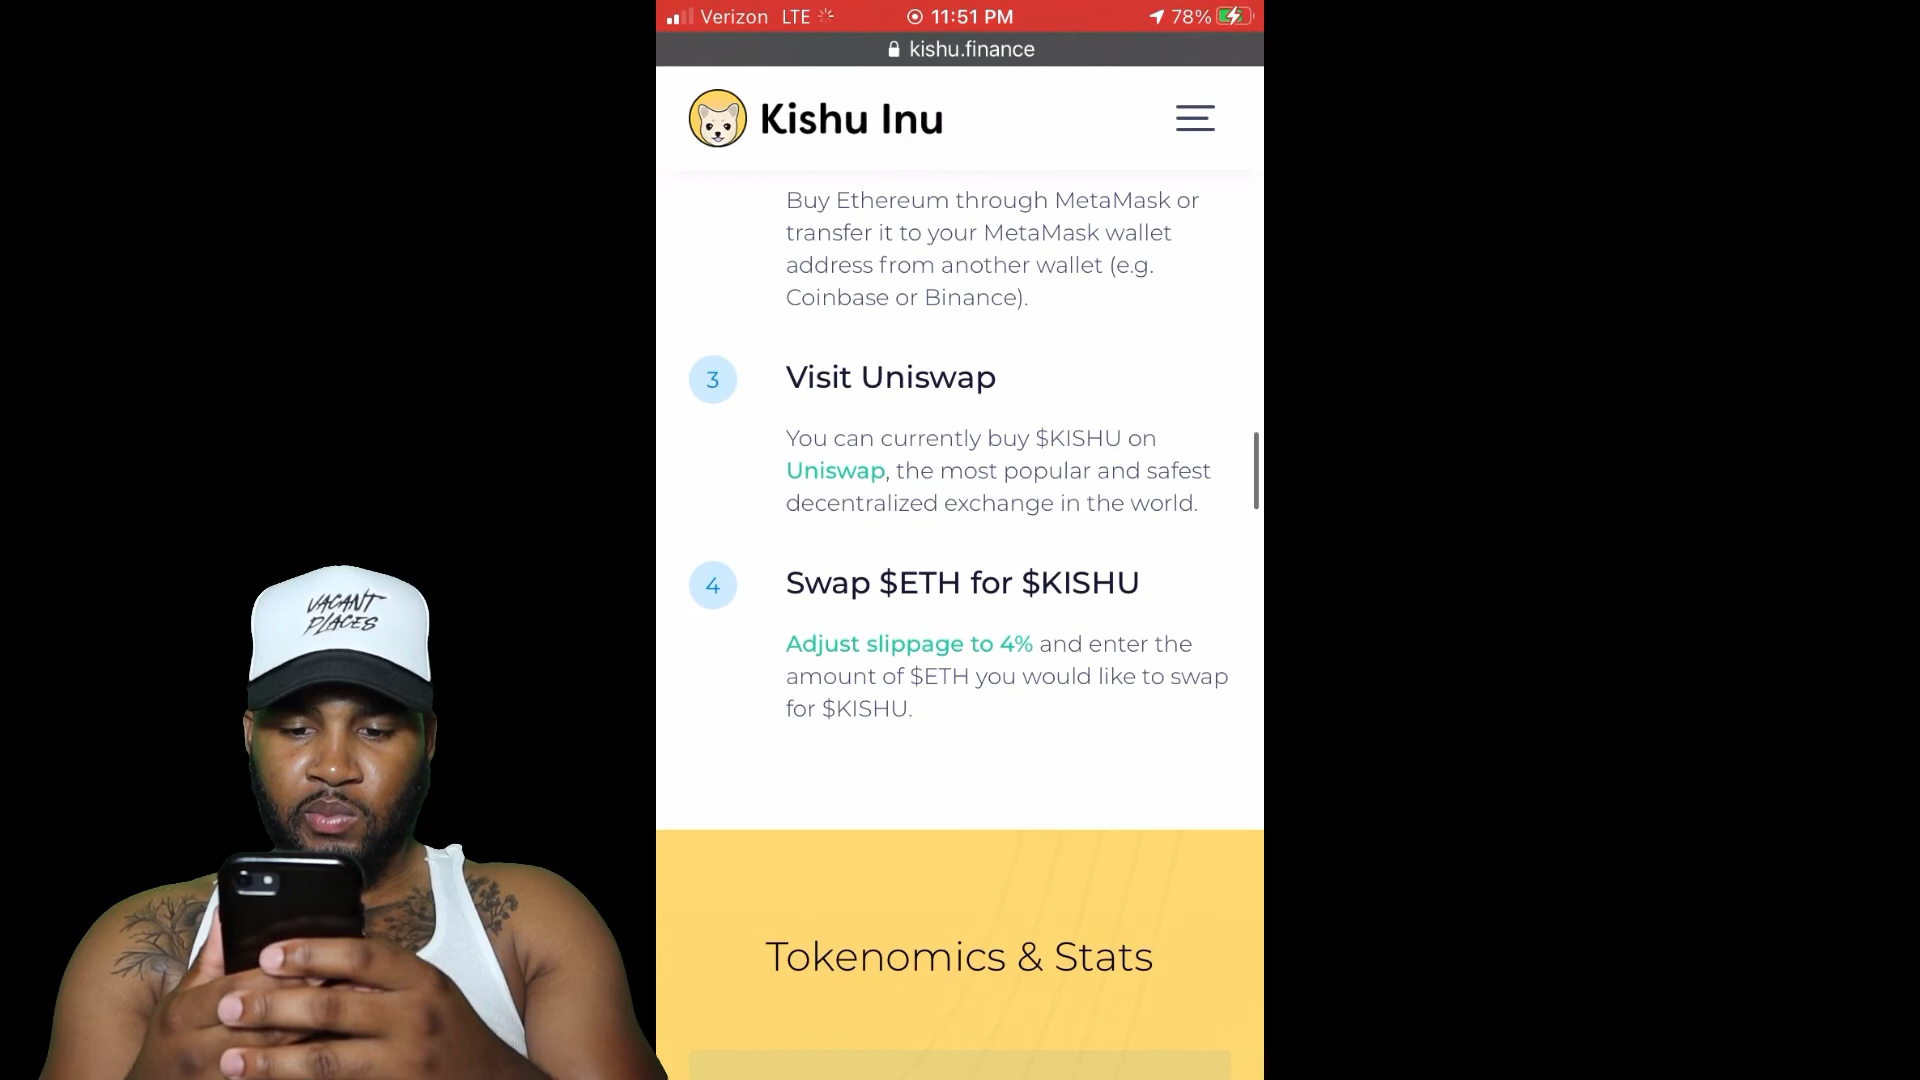 Verizon LTE 11:51 PM 78%
kishu.finance
Kishu Inu
Buy Ethereum through MetaMask or
transfer it to your MetaMask wallet
address from another wallet (e.g.
Coinbase or Binance).
3 Visit Uniswap
You can currently buy $KISHU on
Uniswap, the most popular and safest
decentralized exchange in the world.
4 Swap $ETH for $KISHU
Adjust slippage to 4% and enter the
amount of $ETH you would like to swap
for $KISHU.
Tokenomics & Stats
VACANT
PLACES